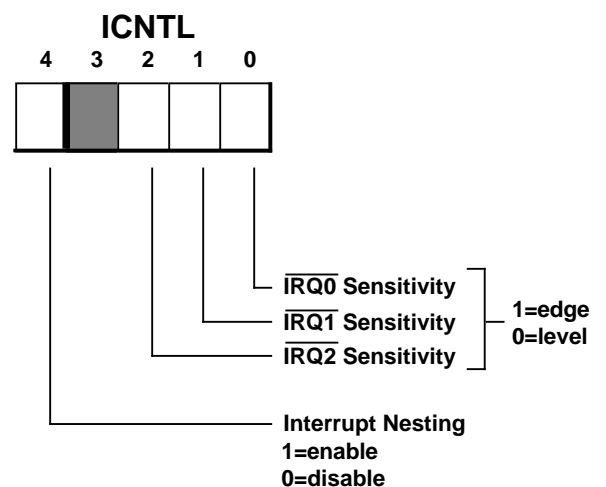 ICNTL
4 3 2 1 0
IRQ0 Sensitivity
IRQ1 Sensitivity
IRQ2 Sensitivity
1=edge
0=level
Interrupt Nesting
1=enable
0=disable